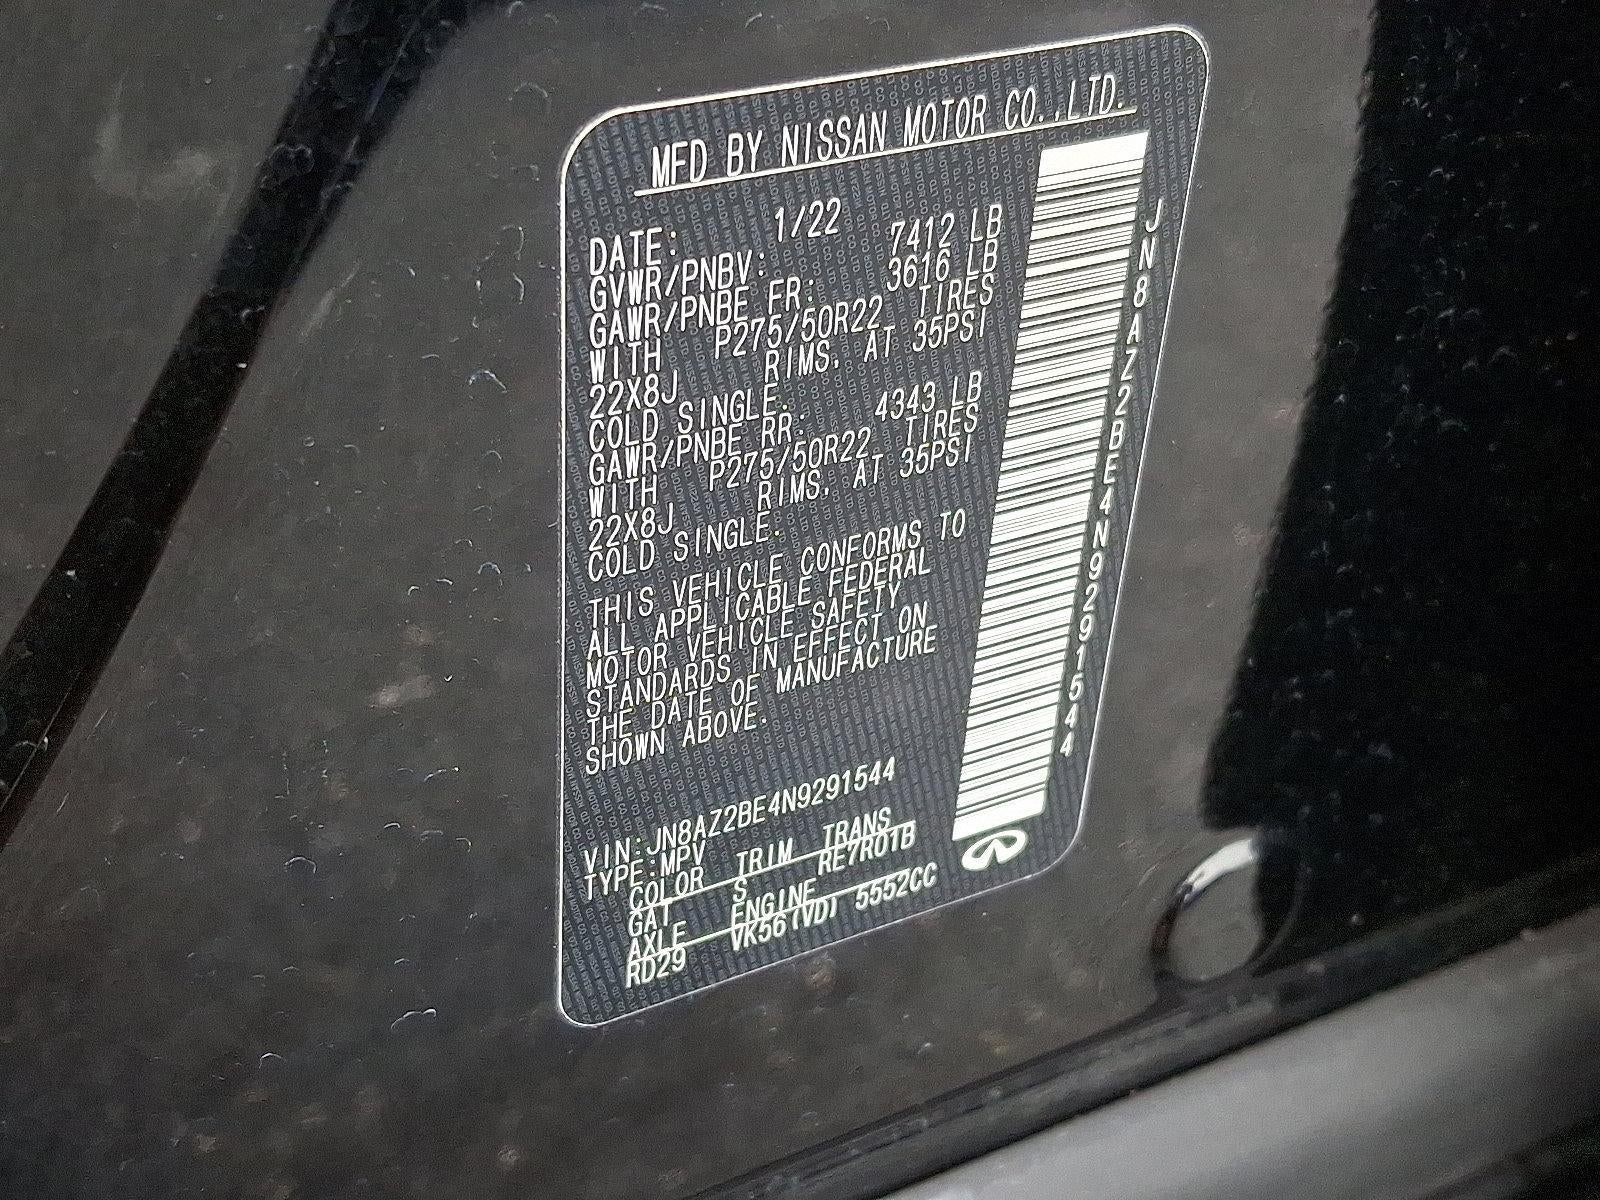 MFD BY NISSAN MOTOR CO.,LTD.
DATE: 1/22
GVWR/PNBV: 7412 LB
GAWR/PNBE FR: 3616 LB
WITH P275/50R22 TIRES
22X8J RIMS, AT 35PSI
COLD SINGLE.
GAWR/PNBE RR: 4343 LB
WITH P275/50R22 TIRES
22X8J RIMS, AT 35PSI
COLD SINGLE.
THIS VEHICLE CONFORMS TO
ALL APPLICABLE FEDERAL
MOTOR VEHICLE SAFETY
STANDARDS IN EFFECT ON
THE DATE OF MANUFACTURE
SHOWN ABOVE.
VIN:JN8AZ2BE4N9291544
TYPE:MPV
COLOR TRIM TRANS
GAT S RE7R01B
AXLE ENGINE
RD29 VK56(VD) 5552CC
JN8AZ2BE4N9291544